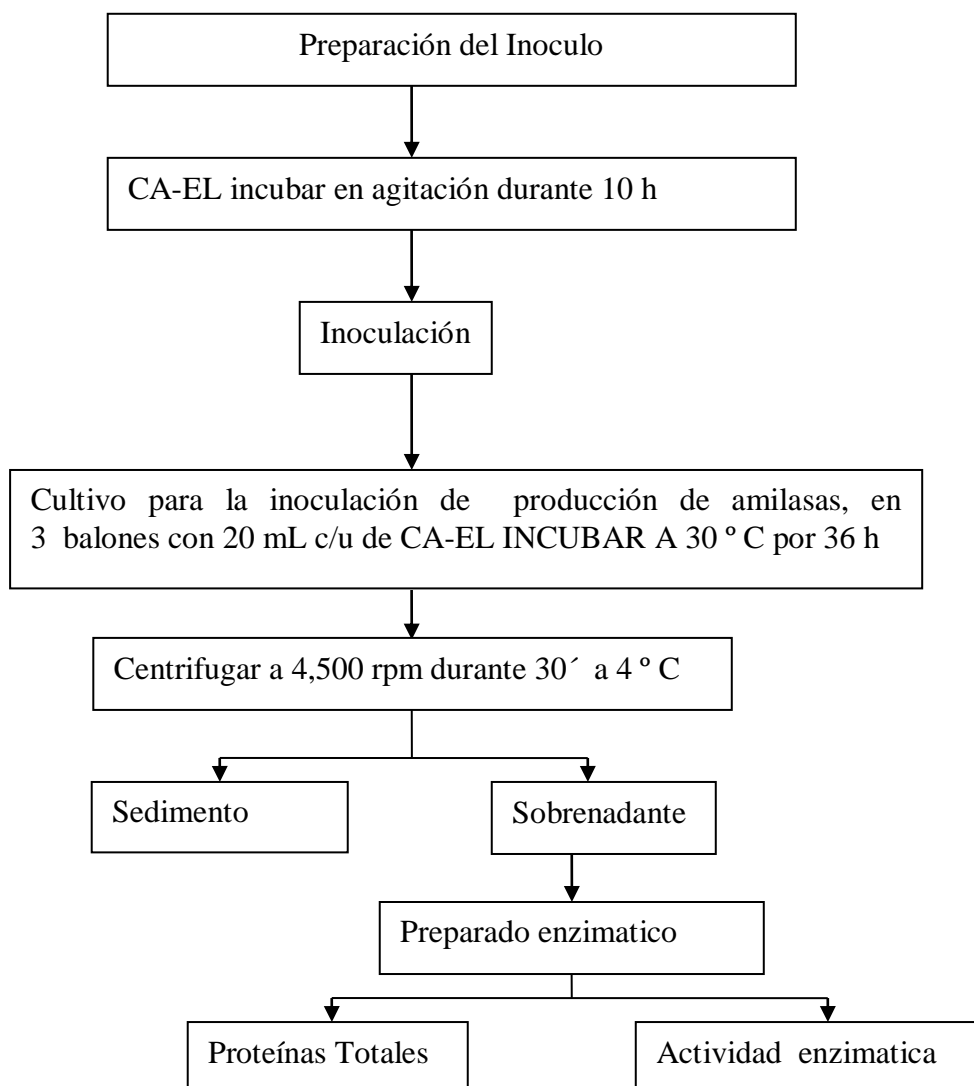 Preparación del Inoculo
CA-EL incubar en agitación durante 10 h
Inoculación
Cultivo para la inoculación de producción de amilasas, en
3 balones con 20 mL c/u de CA-EL INCUBAR A 30 º C por 36 h
Centrifugar a 4,500 rpm durante 30´ a 4 º C
Sedimento
Sobrenadante
Preparado enzimatico
Proteínas Totales
Actividad enzimatica